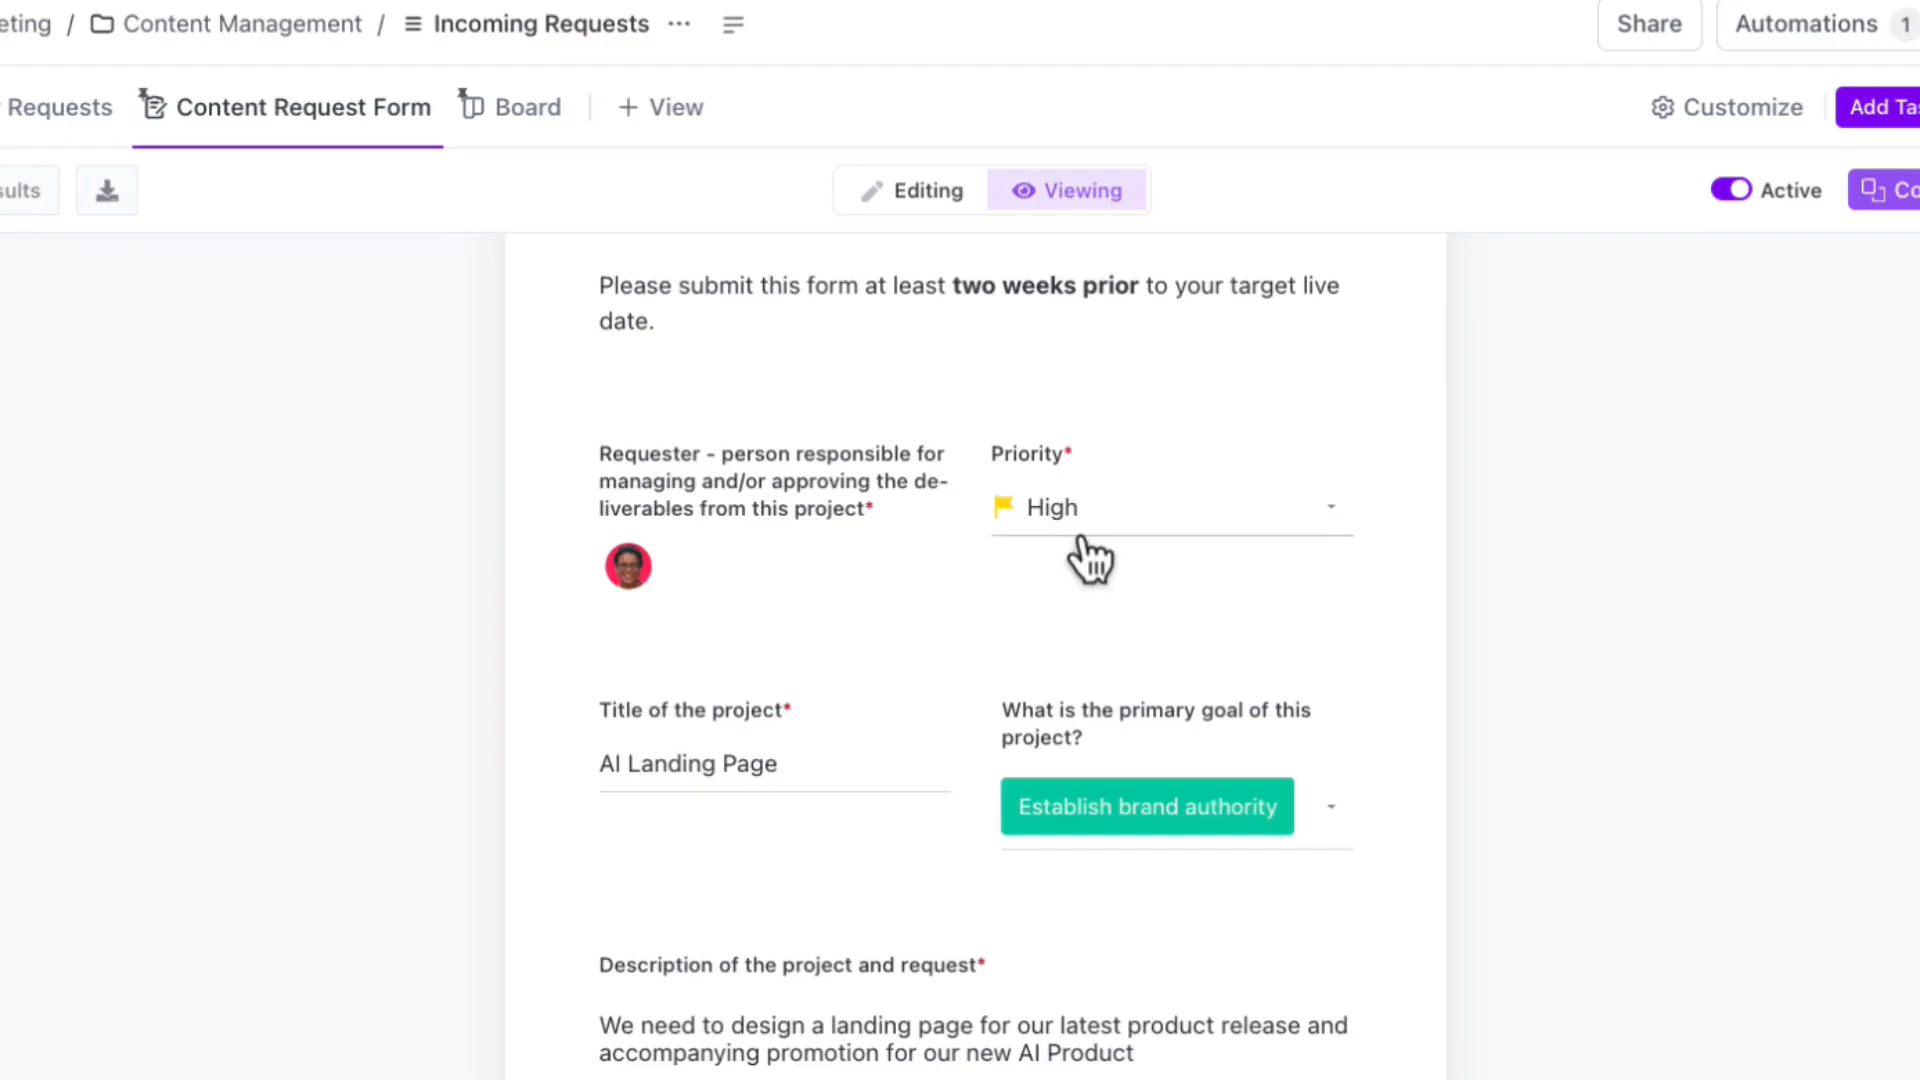 eting / Content Management / Incoming Requests ...
Share
Automations 1
Requests
Content Request Form
Board
+ View
Customize
Add Tas
sults
Editing
Viewing
Active
Co
Please submit this form at least two weeks prior to your target live
date.
Requester - person responsible for
managing and/or approving the de-
liverables from this project*
Priority*
High
Title of the project*
AI Landing Page
What is the primary goal of this
project?
Establish brand authority
Description of the project and request*
We need to design a landing page for our latest product release and
accompanying promotion for our new AI Product